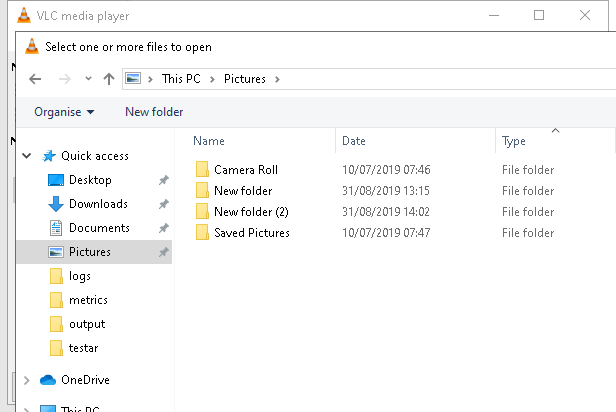 VLC media player
Select one or more files to open
This PC > Pictures >
Organise New folder
Name Date Type
Quick access
Desktop
Downloads
Documents
Pictures
logs
metrics
output
testar
OneDrive
This PC
Camera Roll 10/07/2019 07:46 File folder
New folder 31/08/2019 13:15 File folder
New folder (2) 31/08/2019 14:02 File folder
Saved Pictures 10/07/2019 07:47 File folder